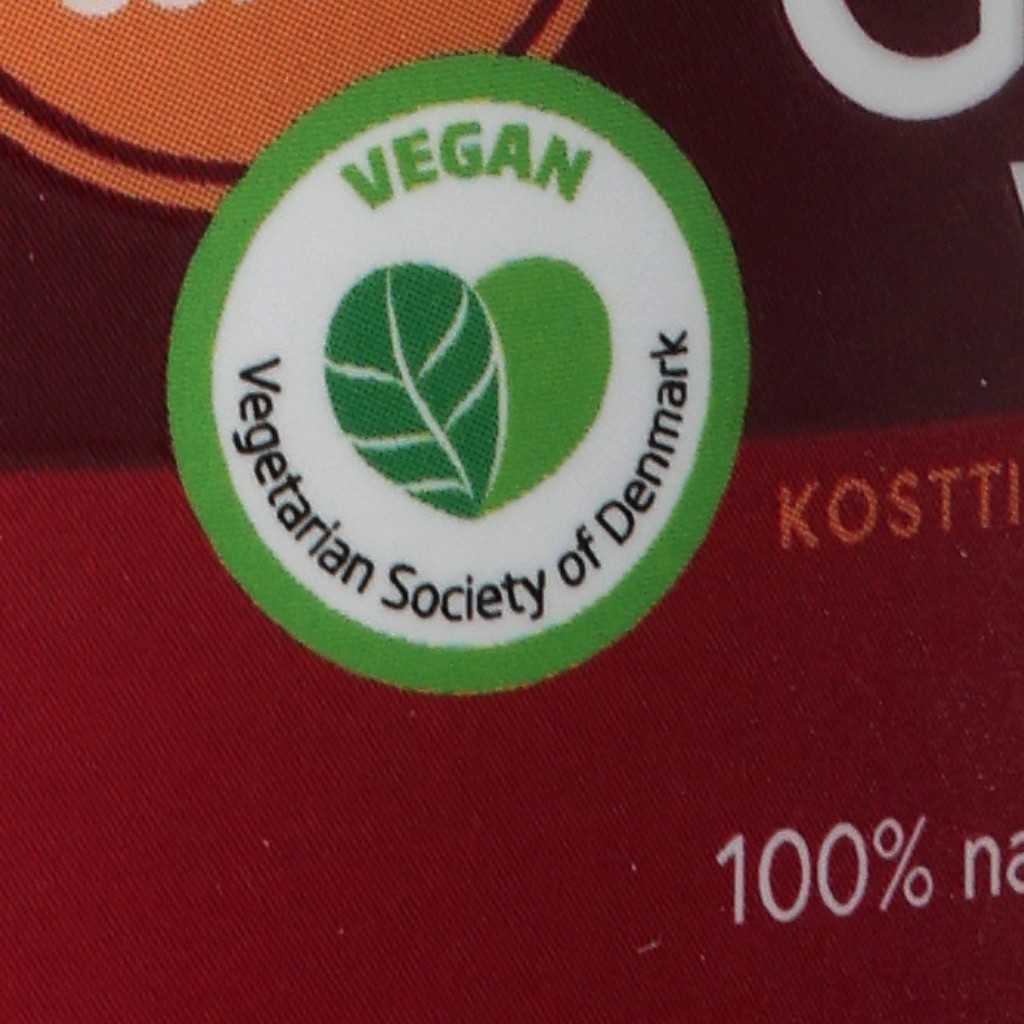 VEGAN
Vegetarian Society of Denmark
KOSTTI
100% na